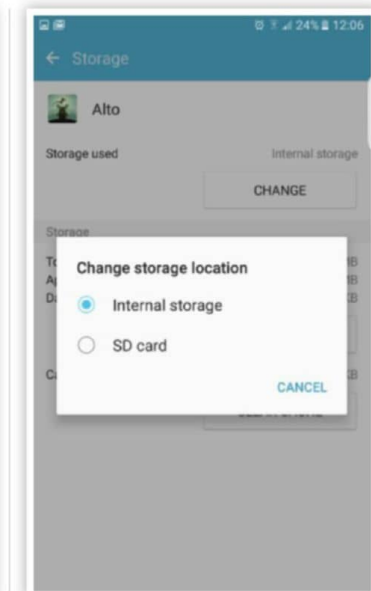 24% 12:06
Storage
Alto
Storage used
Internal storage
CHANGE
Storage
Change storage location
Internal storage
SD card
CANCEL